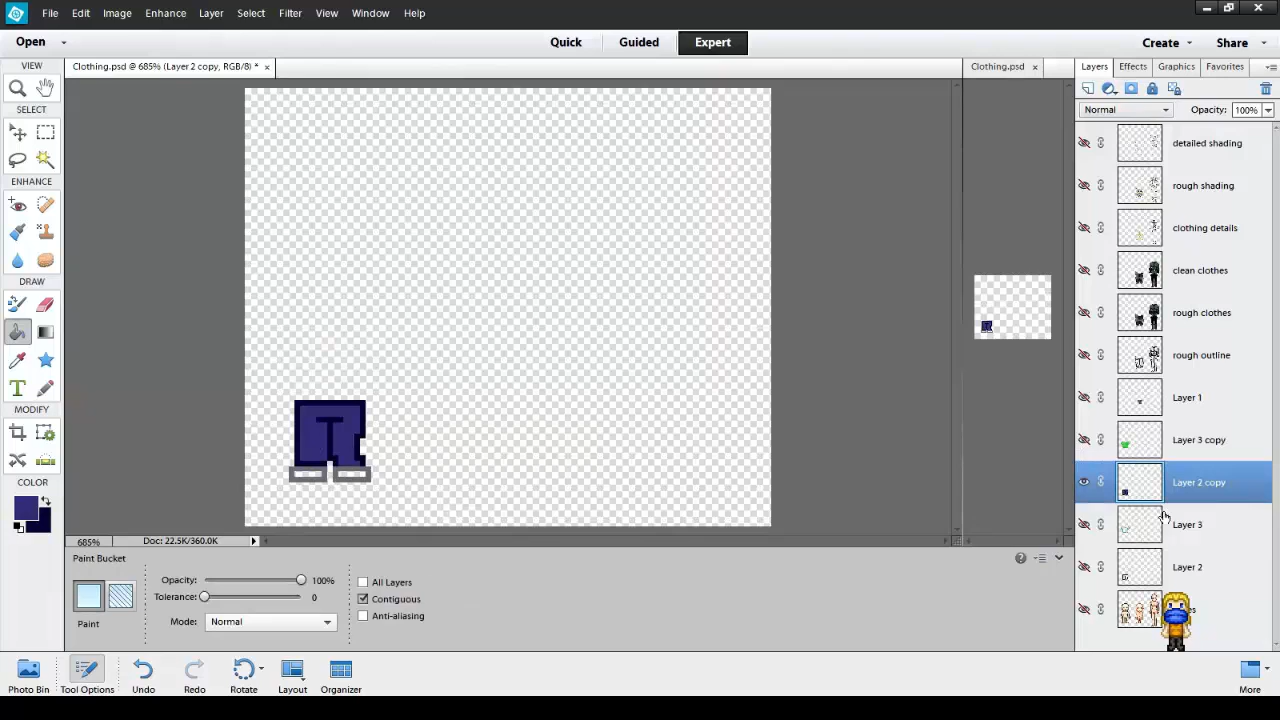 File Edit Image Enhance Layer Select Filter View Window Help
Open Quick Guided Expert Create Share
VIEW
Clothing.psd @ 685% (Layer 2 copy, RGB/8) * × Clothing.psd ×
Layers Effects Graphics Favorites
SELECT
Normal Opacity: 100%
ENHANCE
DRAW
MODIFY
COLOR
detailed shading
rough shading
clothing details
clean clothes
rough clothes
rough outline
Layer 1
Layer 3 copy
Layer 2 copy
Layer 3
Layer 2
685% Doc: 22.5K/360.0K
Paint Bucket
Paint
Opacity: 100%
Tolerance: 0
Mode: Normal
All Layers
Contiguous
Anti-aliasing
Photo Bin Tool Options Undo Redo Rotate Layout Organizer More